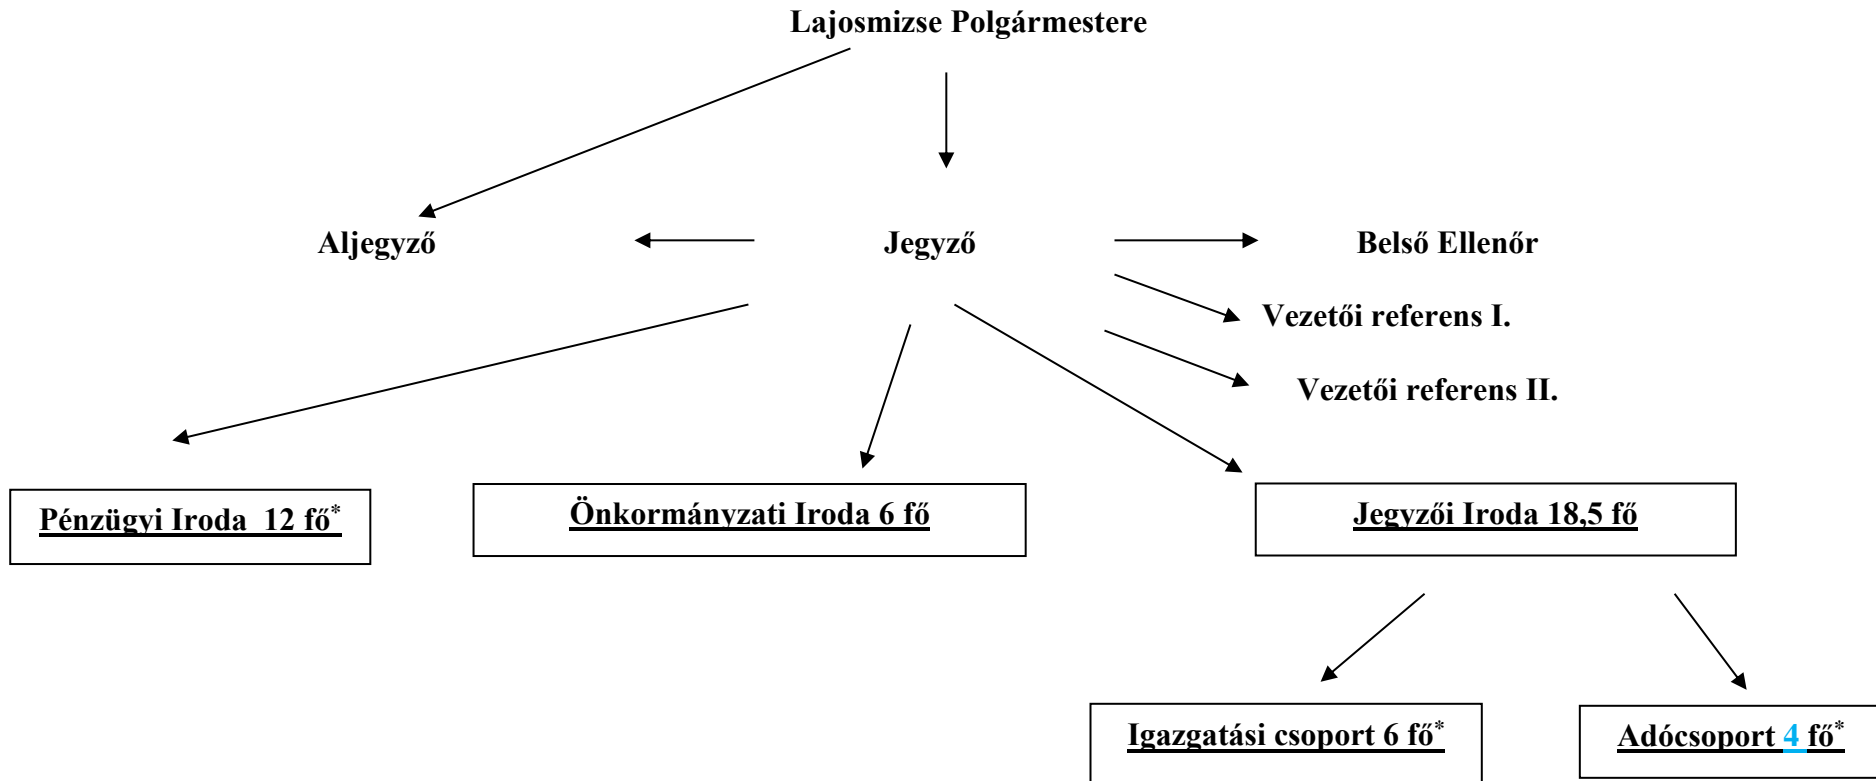 Lajosmizse Polgármestere
Aljegyző
Jegyző
Belső Ellenőr
Vezetői referens I.
Vezetői referens II.
Pénzügyi Iroda 12 fő*
Önkormányzati Iroda 6 fő
Jegyzői Iroda 18,5 fő
Igazgatási csoport 6 fő*
Adócsoport 4 fő*